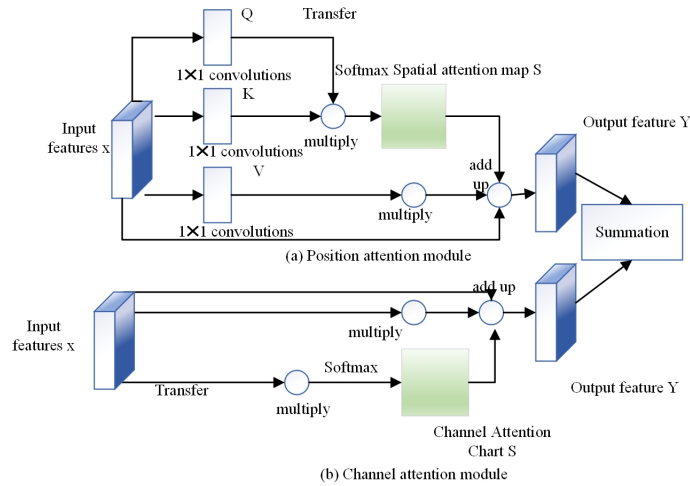 Q
Transfer
1×1 convolutions
Softmax Spatial attention map S
K
Input
features x
Output feature Y
multiply
1×1 convolutions
V
add
up
multiply
Summation
1×1 convolutions
(a) Position attention module
add up
Input
features x
multiply
Softmax
Transfer
Output feature Y
multiply
Channel Attention
Chart S
(b) Channel attention module